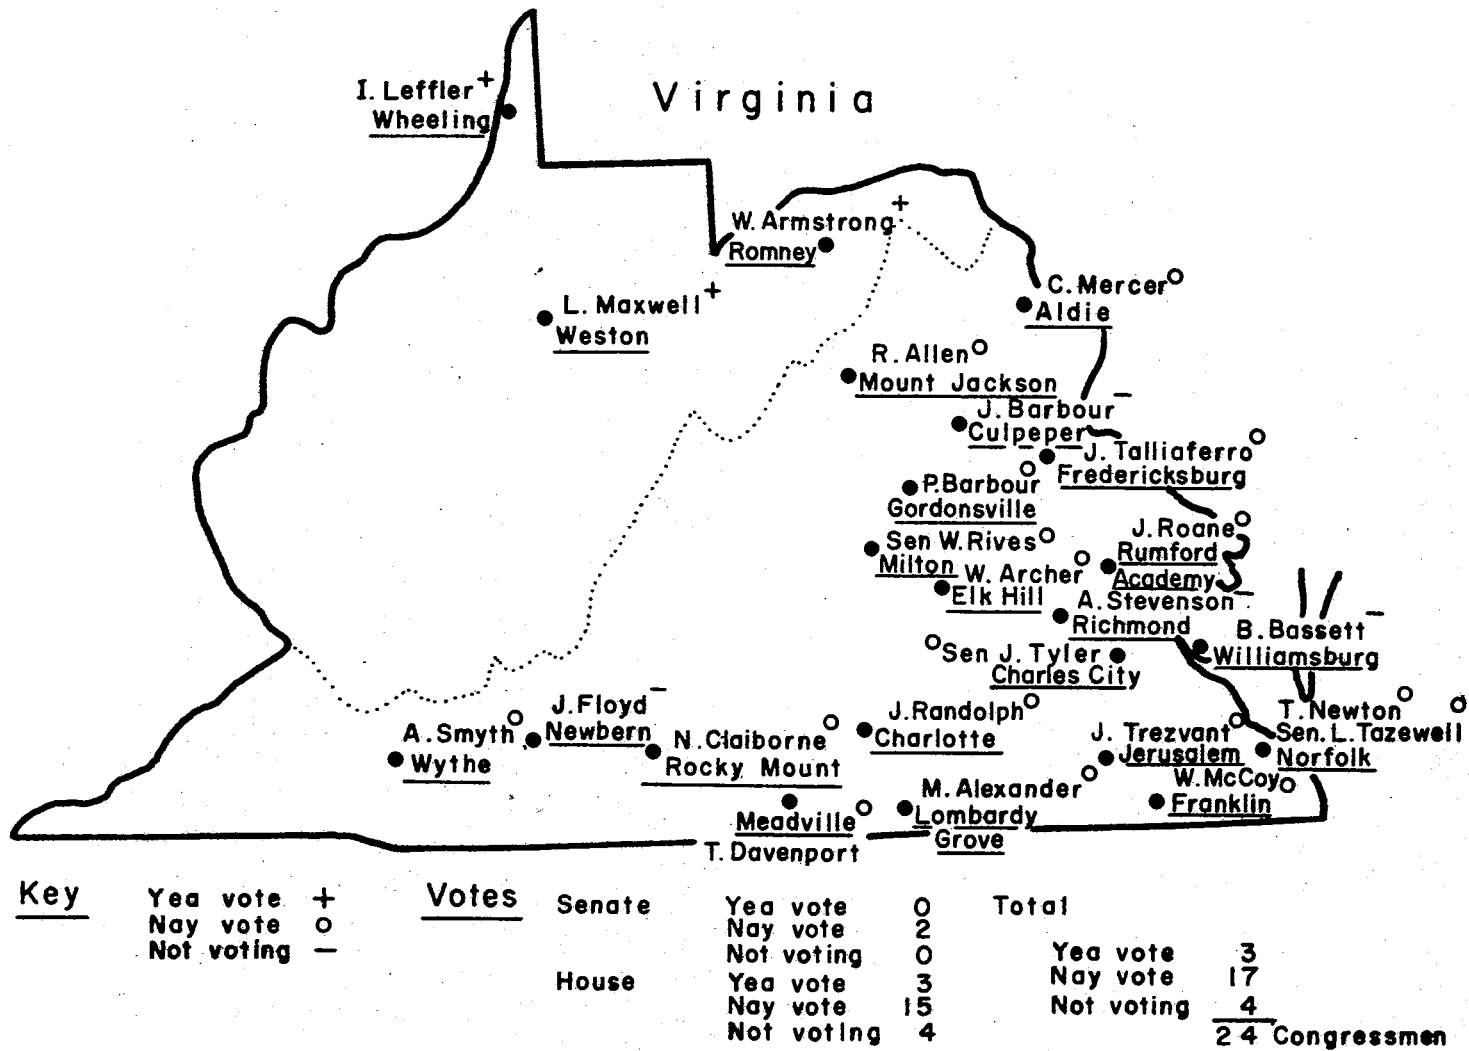 Virginia
I. Leffler +
Wheeling
W. Armstrong +
Romney
L. Maxwell +
Weston
C. Mercer o
Aldie
R. Allen o
Mount Jackson
J. Barbour –
Culpeper
J. Talliaferro o
Fredericksburg
P. Barbour o
Gordonsville
J. Roane o
Rumford
Academy
Sen W. Rives o
Milton
W. Archer o
Elk Hill
A. Stevenson –
Richmond
B. Bassett –
Williamsburg
o Sen J. Tyler
Charles City
J. Floyd –
Newbern
A. Smyth o
Wythe
N. Claiborne o
Rocky Mount
J. Randolph o
Charlotte
J. Trezvant o
Jerusalem
T. Newton o
Sen. L. Tazewell o
Norfolk
W. McCoy o
Franklin
M. Alexander o
Lombardy
Grove
Meadville o
T. Davenport
Key
Yea vote +
Nay vote o
Not voting –
Votes
Senate
Yea vote 0
Nay vote 2
Not voting 0
House
Yea vote 3
Nay vote 15
Not voting 4
Total
Yea vote 3
Nay vote 17
Not voting 4
24 Congressmen